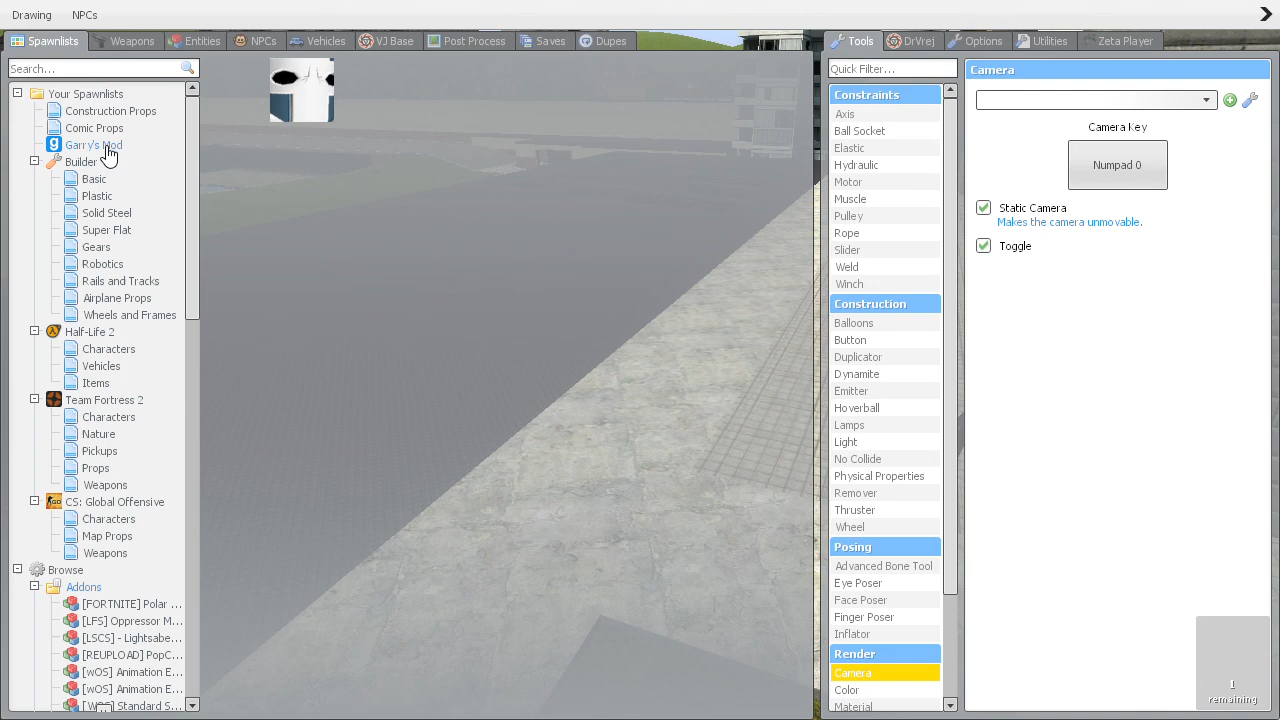 Drawing NPCs
Spawnlists Weapons Entities NPCs Vehicles VJ Base Post Process Saves Dupes
Search...
Your Spawnlists
Construction Props
Comic Props
Garry's Mod
Builder
Basic
Plastic
Solid Steel
Super Flat
Gears
Robotics
Rails and Tracks
Airplane Props
Wheels and Frames
Half-Life 2
Characters
Vehicles
Items
Team Fortress 2
Characters
Nature
Pickups
Props
Weapons
CS: Global Offensive
Characters
Map Props
Weapons
Browse
Addons
[FORTNITE] Polar ...
[LFS] Oppressor M...
[LSCS] - Lightsabe...
[REUPLOAD] PopC...
[wOS] Animation E...
[wOS] Animation E...
Standard S...
Tools DrVrej Options Utilities Zeta Player
Quick Filter...
Constraints
Axis
Ball Socket
Elastic
Hydraulic
Motor
Muscle
Pulley
Rope
Slider
Weld
Winch
Construction
Balloons
Button
Duplicator
Dynamite
Emitter
Hoverball
Lamps
Light
No Collide
Physical Properties
Remover
Thruster
Wheel
Posing
Advanced Bone Tool
Eye Poser
Face Poser
Finger Poser
Inflator
Render
Camera
Color
Material
Camera
Camera Key
Numpad 0
Static Camera
Makes the camera unmovable.
Toggle
1
remaining